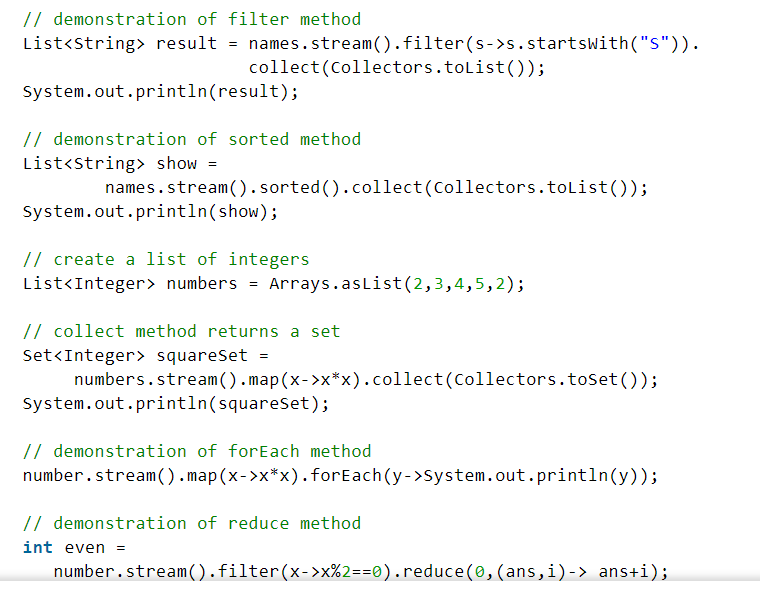 // demonstration of filter method
List<String> result = names.stream().filter(s->s.startsWith("S")).
collect(Collectors.toList());
System.out.println(result);
// demonstration of sorted method
List<String> show =
names.stream().sorted().collect(Collectors.toList());
System.out.println(show);
// create a list of integers
List<Integer> numbers = Arrays.asList(2,3,4,5,2);
// collect method returns a set
Set<Integer> squareSet =
numbers.stream().map(x->x*x).collect(Collectors.toSet());
System.out.println(squareSet);
// demonstration of forEach method
number.stream().map(x->x*x).forEach(y->System.out.println(y));
// demonstration of reduce method
int even =
number.stream().filter(x->x%2==0).reduce(0,(ans,i)-> ans+i);